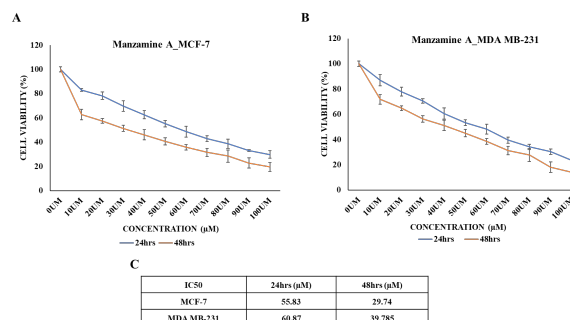 A
Manzamine A_MCF-7
120
100
80
60
40
20
0
CELL VIABILITY (%)
0UM 10UM 20UM 30UM 40UM 50UM 60UM 70UM 80UM 90UM 100UM
CONCENTRATION (µM)
24hrs 48hrs
B
Manzamine A_MDA MB-231
120
100
80
60
40
20
0
CELL VIABILITY (%)
0UM 10UM 20UM 30UM 40UM 50UM 60UM 70UM 80UM 90UM 100UM
CONCENTRATION (µM)
24hrs 48hrs
C
IC50 24hrs (µM) 48hrs (µM)
MCF-7 55.83 29.74
MDA MB-231 60.87 39.785